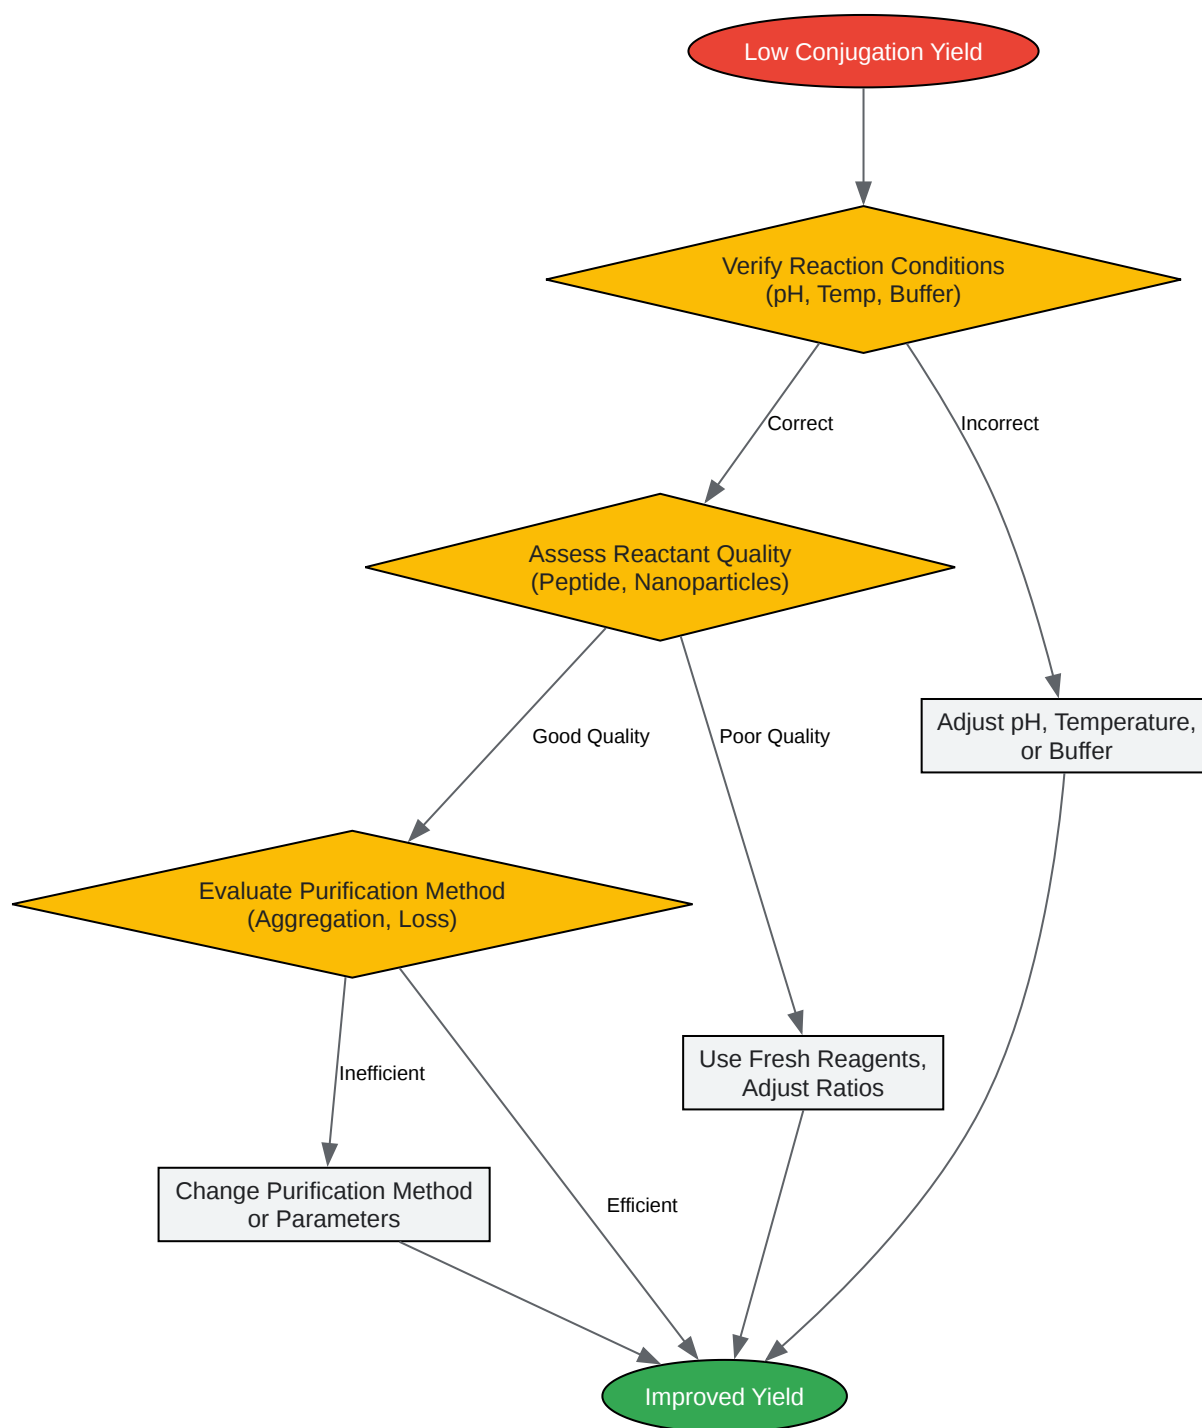 Low Conjugation Yield
Verify Reaction Conditions
(pH, Temp, Buffer)
Correct
Incorrect
Assess Reactant Quality
(Peptide, Nanoparticles)
Good Quality
Poor Quality
Adjust pH, Temperature,
or Buffer
Evaluate Purification Method
(Aggregation, Loss)
Inefficient
Use Fresh Reagents,
Adjust Ratios
Change Purification Method
or Parameters
Efficient
Improved Yield